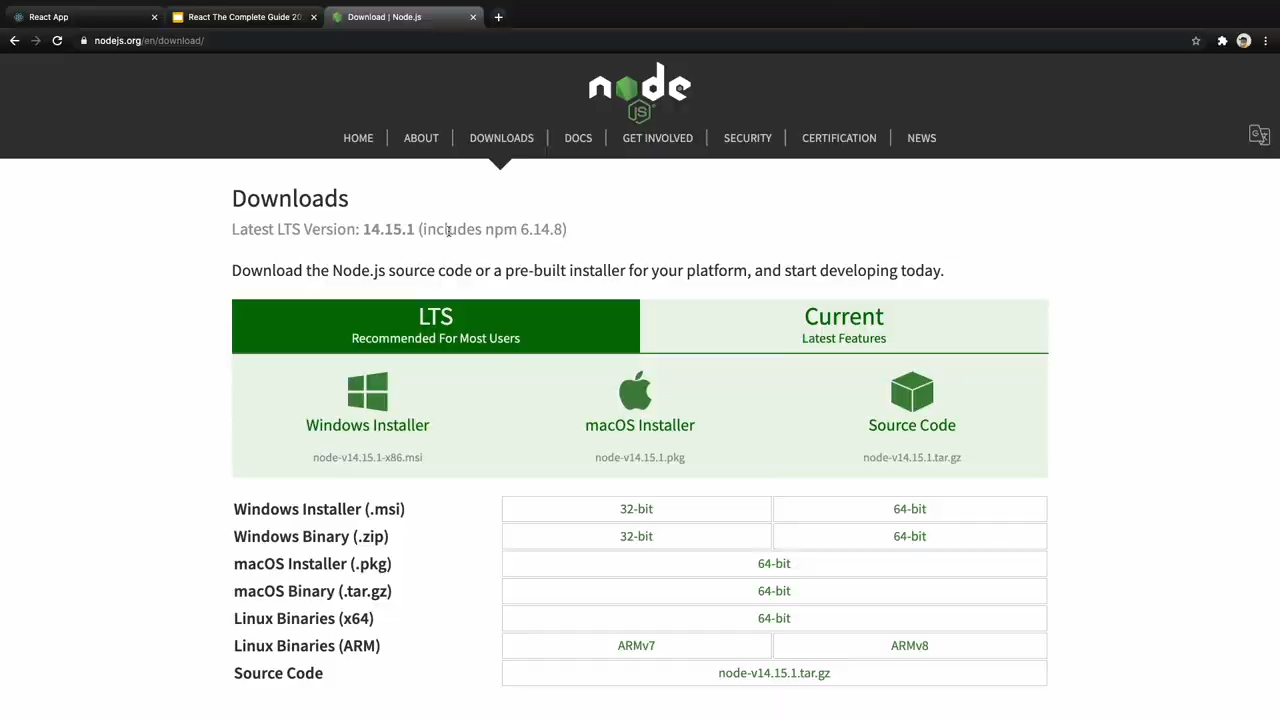 React App
React The Complete Guide 20
Download | Node.js
nodejs.org/en/download/
node
JS
HOME
ABOUT
DOWNLOADS
DOCS
GET INVOLVED
SECURITY
CERTIFICATION
NEWS
Downloads
Latest LTS Version: 14.15.1 (includes npm 6.14.8)
Download the Node.js source code or a pre-built installer for your platform, and start developing today.
LTS
Recommended For Most Users
Current
Latest Features
Windows Installer
node-v14.15.1-x86.msi
macOS Installer
node-v14.15.1.pkg
Source Code
node-v14.15.1.tar.gz
Windows Installer (.msi) 32-bit 64-bit
Windows Binary (.zip) 32-bit 64-bit
macOS Installer (.pkg) 64-bit
macOS Binary (.tar.gz) 64-bit
Linux Binaries (x64) 64-bit
Linux Binaries (ARM) ARMv7 ARMv8
Source Code node-v14.15.1.tar.gz